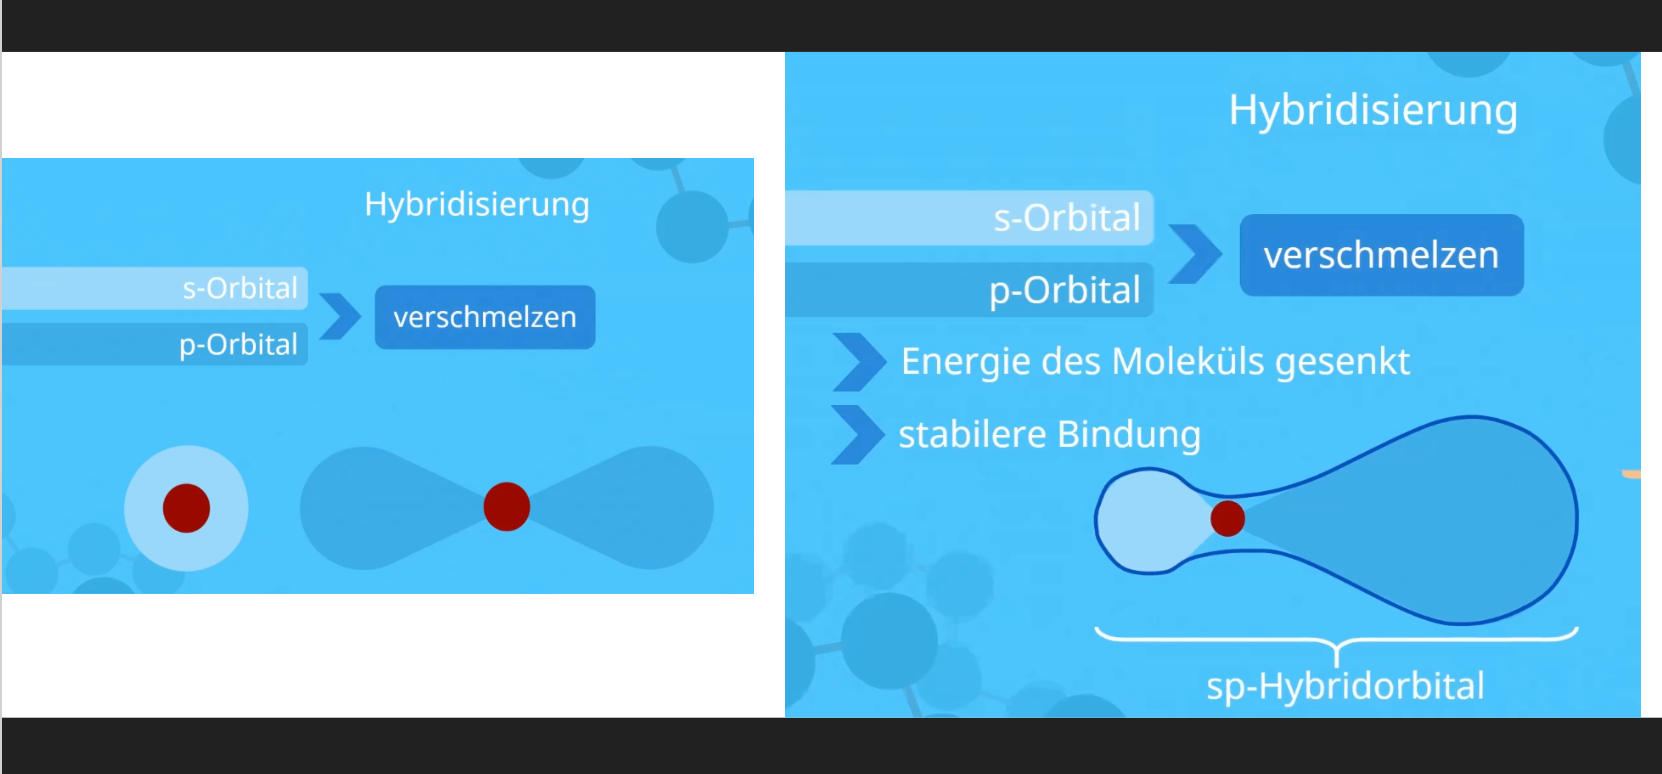 Hybridisierung
s-Orbital
p-Orbital
verschmelzen
Hybridisierung
s-Orbital
p-Orbital
verschmelzen
Energie des Moleküls gesenkt
stabilere Bindung
sp-Hybridorbital